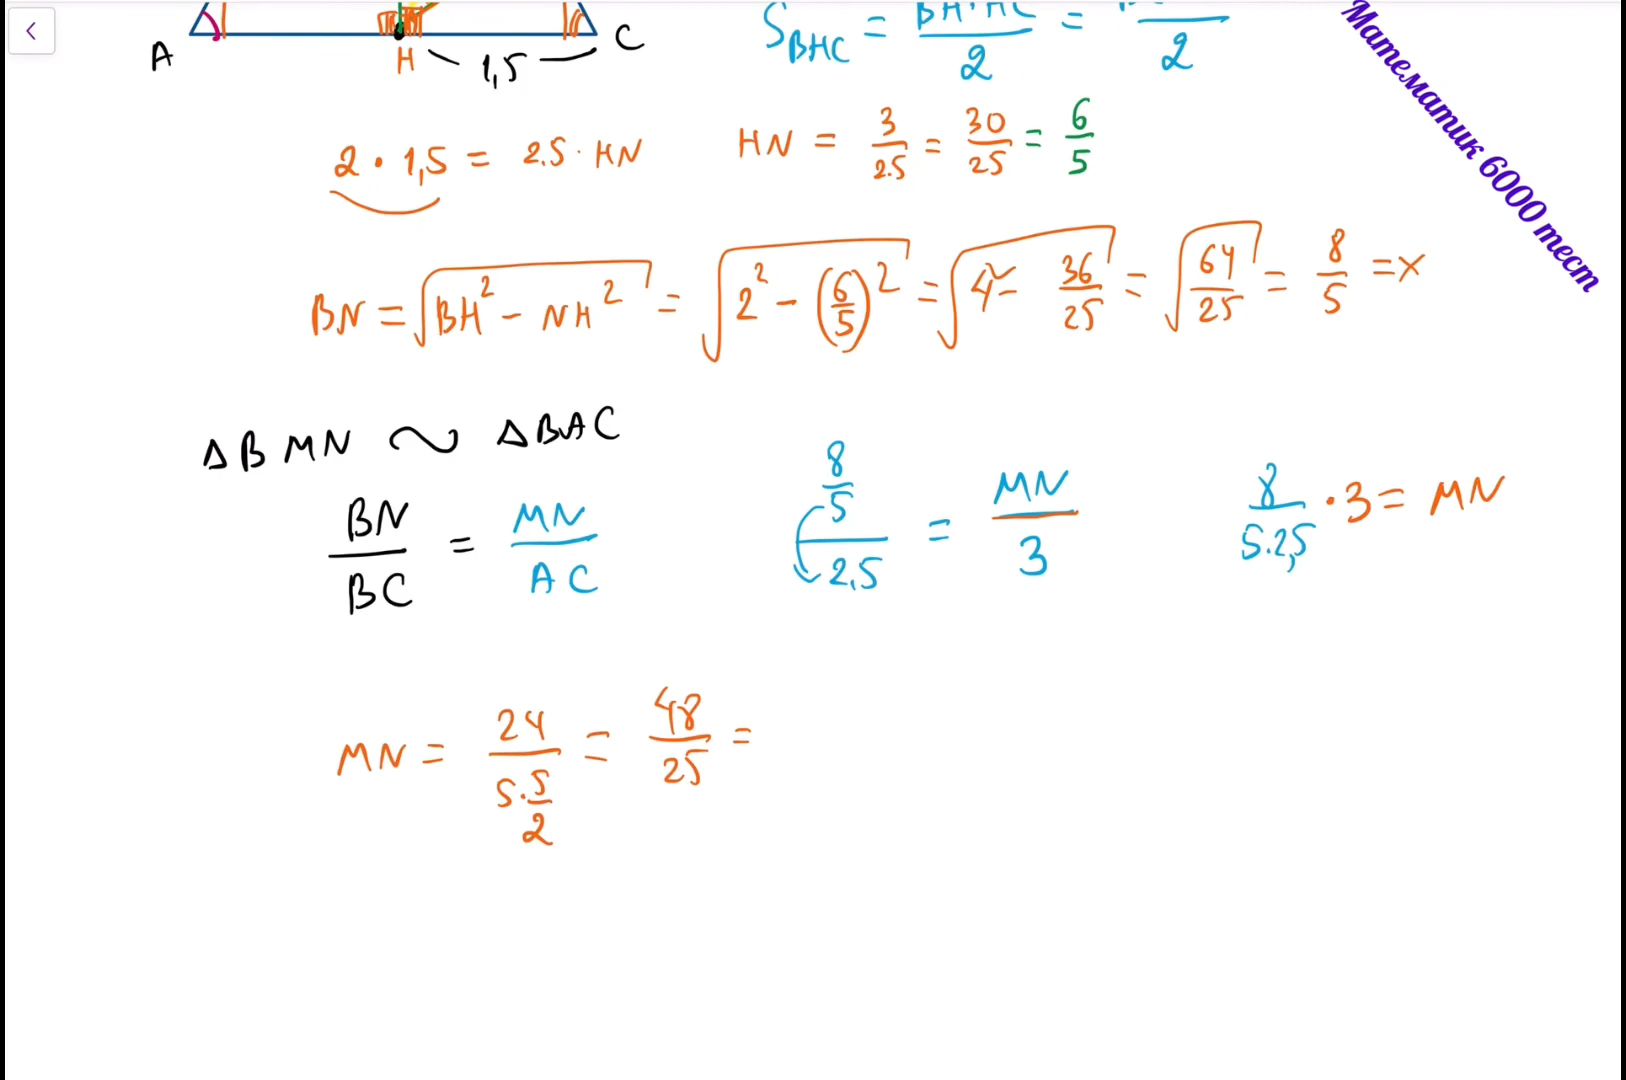 A H 1,5 C
S_BHC = BH·HC / 2 = / 2
2 · 1,5 = 2.5 · HN
HN = 3/2.5 = 30/25 = 6/5
BN = √(BH² - NH²) = √(2² - (6/5)²) = √(4 - 36/25) = √(64/25) = 8/5 = x
ΔBMN ~ ΔBAC
BN/BC = MN/AC
8/5 / 2,5 = MN/3
8/(5·2,5) · 3 = MN
MN = 24/(5·5/2) = 48/25 =
Математик 6000 тест